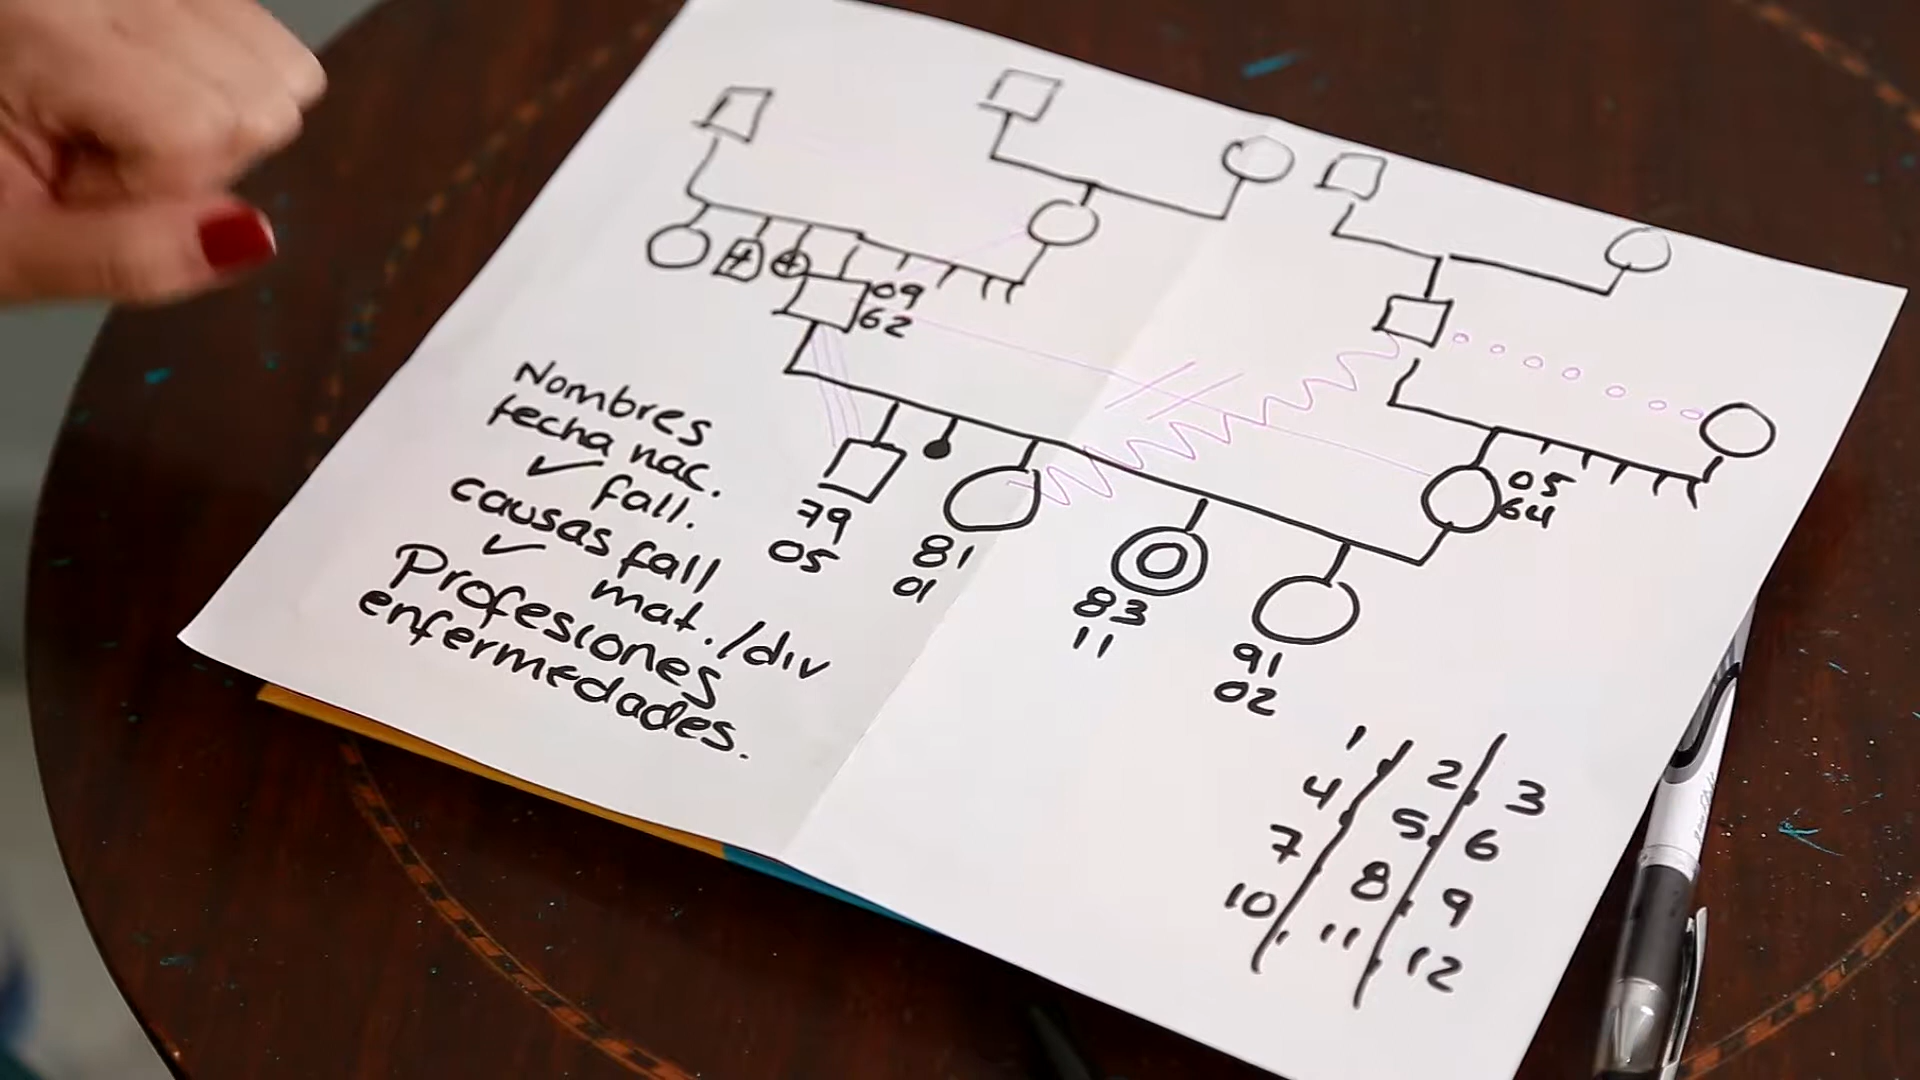 09
62
05
64
Nombres
fecha nac.
✓ fall.
causas fall
✓ mat./div
Profesiones
enfermedades.
79
05
81
01
83
11
91
02
1 2 3
4 5 6
7 8 9
10 11 12